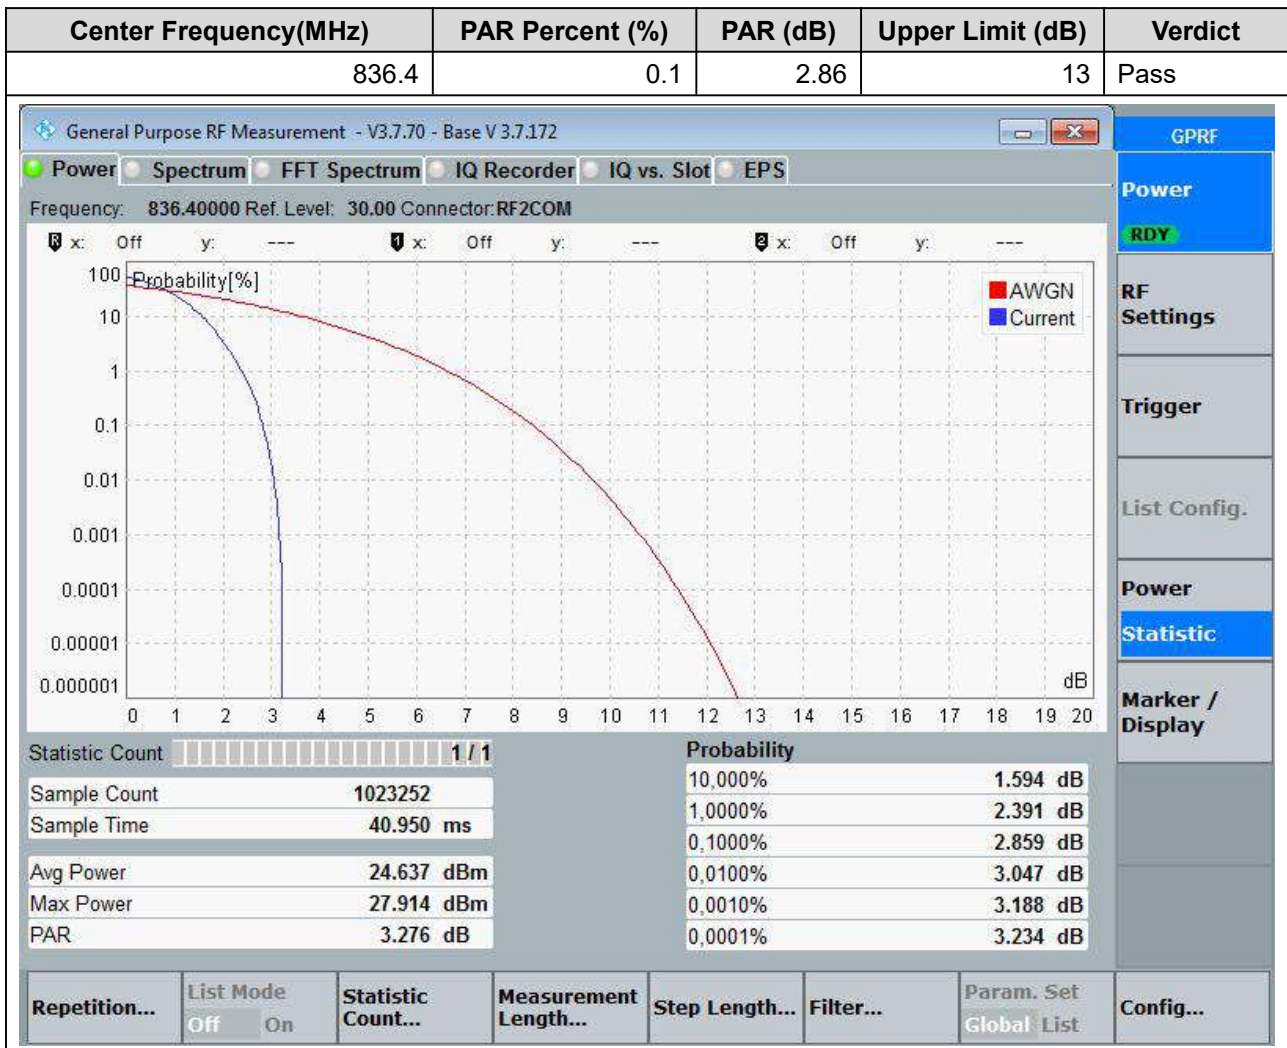 Center Frequency(MHz) PAR Percent (%) PAR (dB) Upper Limit (dB) Verdict
836.4 0.1 2.86 13 Pass
General Purpose RF Measurement - V3.7.70 - Base V 3.7.172
GPRF
Power Spectrum FFT Spectrum IQ Recorder IQ vs. Slot EPS
Frequency: 836.40000 Ref. Level: 30.00 Connector: RF2COM
R x: Off y: --- 1 x: Off y: --- 2 x: Off y: ---
Probability[%]
AWGN
Current
100
10
1
0.1
0.01
0.001
0.0001
0.00001
0.000001
dB
0 1 2 3 4 5 6 7 8 9 10 11 12 13 14 15 16 17 18 19 20
Statistic Count 1 / 1
Sample Count 1023252
Sample Time 40.950 ms
Avg Power 24.637 dBm
Max Power 27.914 dBm
PAR 3.276 dB
Probability
10,000% 1.594 dB
1,0000% 2.391 dB
0,1000% 2.859 dB
0,0100% 3.047 dB
0,0010% 3.188 dB
0,0001% 3.234 dB
Power
RDY
RF
Settings
Trigger
List Config.
Power
Statistic
Marker /
Display
Repetition...
List Mode
Off On
Statistic
Count...
Measurement
Length...
Step Length...
Filter...
Param. Set
Global List
Config...